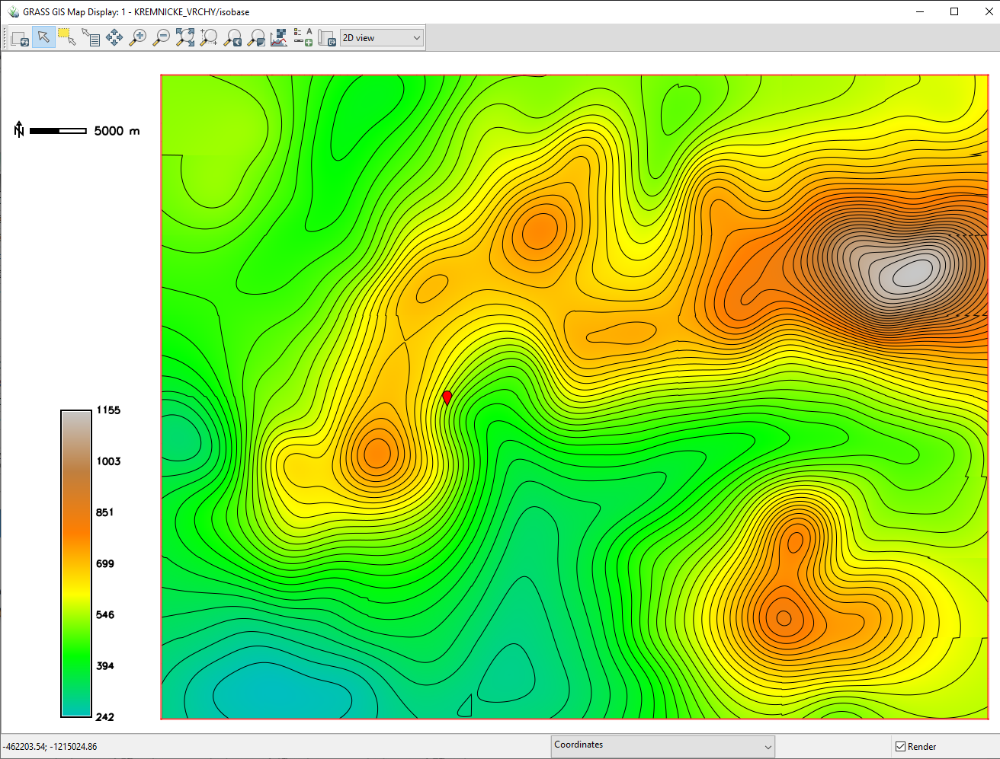 GRASS GIS Map Display: 1 - KREMNICKE_VRCHY/isobase
A
2D view
N
5000 m
1155
1003
851
699
546
394
242
-462203.54; -1215024.86
Coordinates
Render